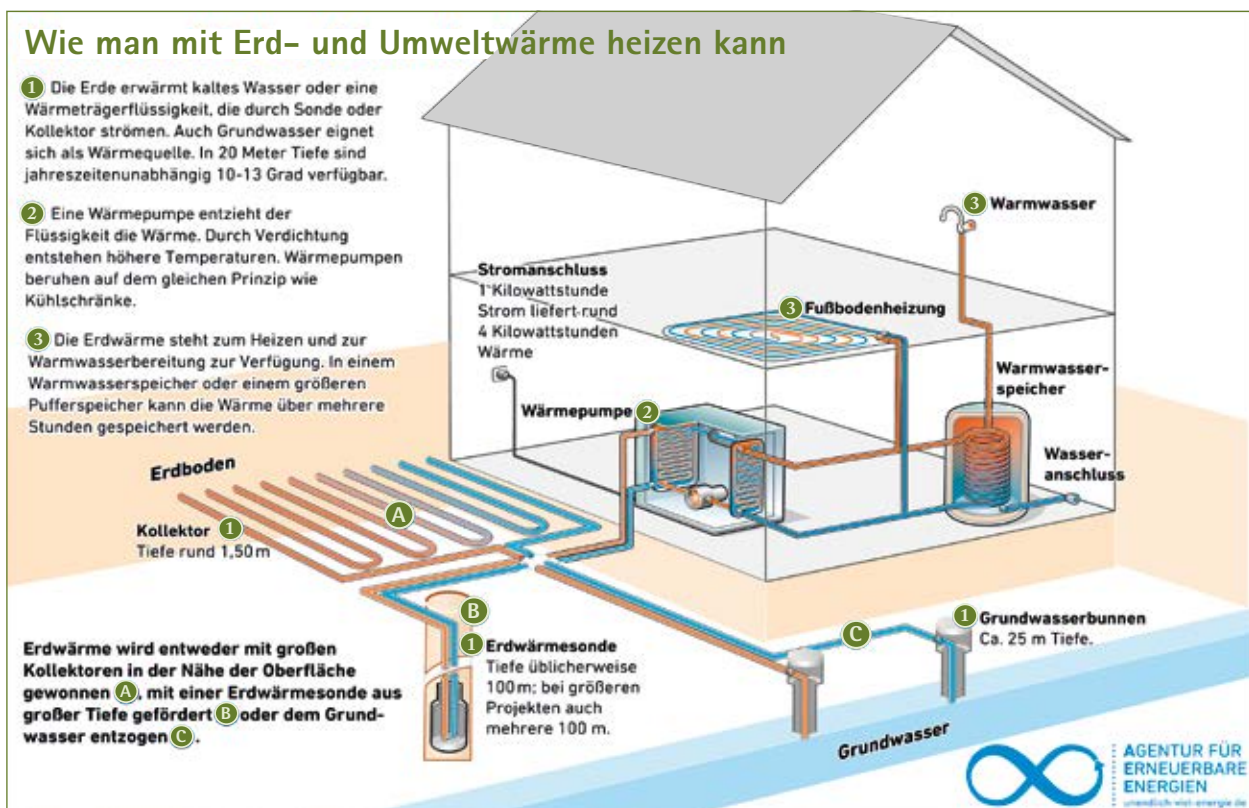 Wie man mit Erd- und Umweltwärme heizen kann
1 Die Erde erwärmt kaltes Wasser oder eine
Wärmeträgerflüssigkeit, die durch Sonde oder
Kollektor strömen. Auch Grundwasser eignet
sich als Wärmequelle. In 20 Meter Tiefe sind
jahreszeitenunabhängig 10-13 Grad verfügbar.
2 Eine Wärmepumpe entzieht der
Flüssigkeit die Wärme. Durch Verdichtung
entstehen höhere Temperaturen. Wärmepumpen
beruhen auf dem gleichen Prinzip wie
Kühlschränke.
3 Die Erdwärme steht zum Heizen und zur
Warmwasserbereitung zur Verfügung. In einem
Warmwasserspeicher oder einem größeren
Pufferspeicher kann die Wärme über mehrere
Stunden gespeichert werden.
3 Warmwasser
Stromanschluss
1 Kilowattstunde
Strom liefert rund
4 Kilowattstunden
Wärme
3 Fußbodenheizung
Warmwasser-
speicher
Wärmepumpe 2
Wasser-
anschluss
Erdboden
A
Kollektor 1
Tiefe rund 1,50 m
B
1 Erdwärmesonde
Tiefe üblicherweise
100 m; bei größeren
Projekten auch
mehrere 100 m.
C
1 Grundwasserbunnen
Ca. 25 m Tiefe.
Grundwasser
Erdwärme wird entweder mit großen
Kollektoren in der Nähe der Oberfläche
gewonnen A, mit einer Erdwärmesonde aus
großer Tiefe gefördert B oder dem Grund-
wasser entzogen C.
AGENTUR FÜR
ERNEUERBARE
ENERGIEN
unendlich-viel-energie.de